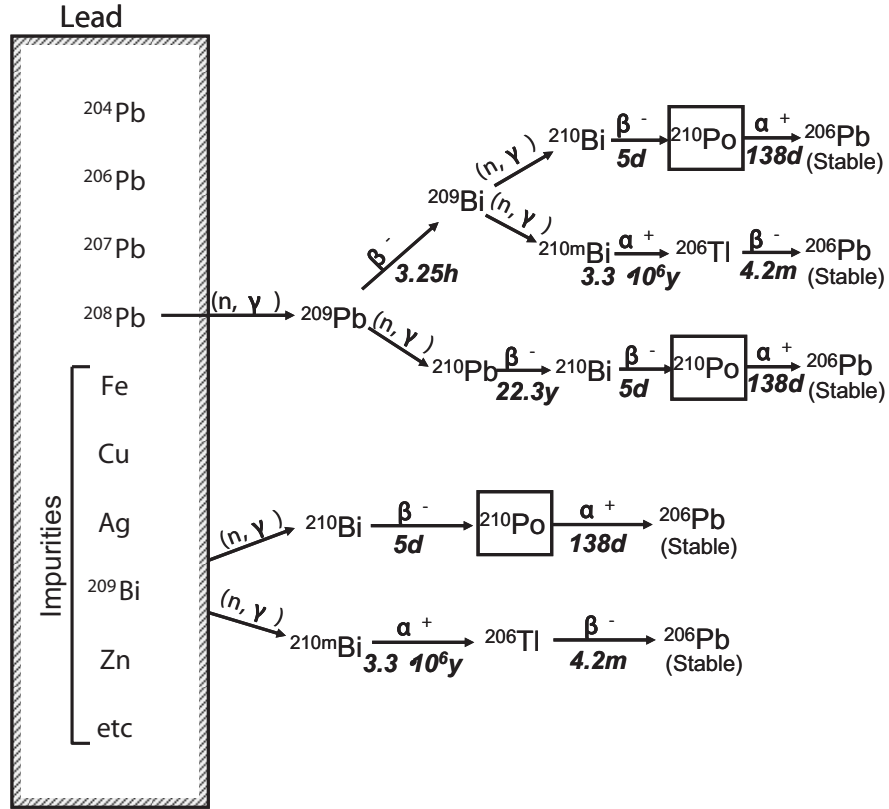 Lead
²⁰⁴Pb
²⁰⁶Pb
²⁰⁷Pb
²⁰⁸Pb
Impurities
Fe
Cu
Ag
²⁰⁹Bi
Zn
etc
(n, γ)
²⁰⁹Pb
β⁻
3.25h
²⁰⁹Bi
(n, γ)
²¹⁰Bi
β⁻
5d
²¹⁰Po
α⁺
138d
²⁰⁶Pb
(Stable)
(n, γ)
²¹⁰ᵐBi
α⁺
3.3 10⁶y
²⁰⁶Tl
β⁻
4.2m
²⁰⁶Pb
(Stable)
(n, γ)
²¹⁰Pb
β⁻
22.3y
²¹⁰Bi
β⁻
5d
²¹⁰Po
α⁺
138d
²⁰⁶Pb
(Stable)
(n, γ)
²¹⁰Bi
β⁻
5d
²¹⁰Po
α⁺
138d
²⁰⁶Pb
(Stable)
(n, γ)
²¹⁰ᵐBi
α⁺
3.3 •10⁶y
²⁰⁶Tl
β⁻
4.2m
²⁰⁶Pb
(Stable)